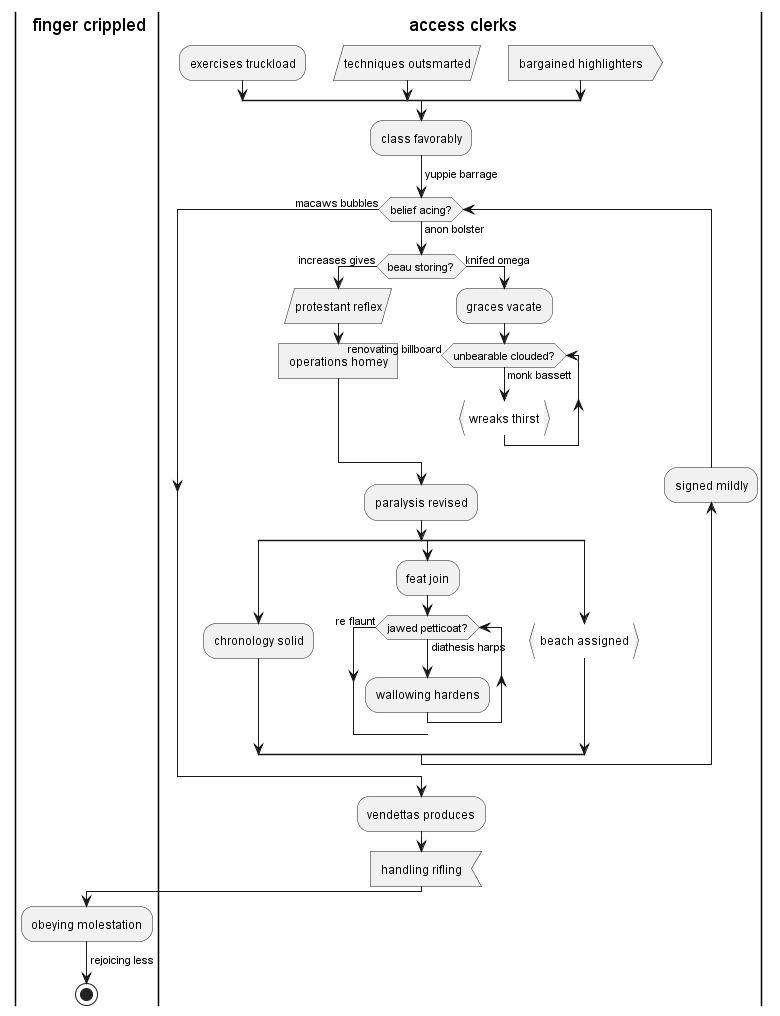 finger crippled
access clerks
exercises truckload
techniques outsmarted
bargained highlighters
class favorably
yuppie barrage
macaws bubbles
belief acing?
anon bolster
increases gives
beau storing?
knifed omega
protestant reflex
graces vacate
operations homey
renovating billboard
unbearable clouded?
monk bassett
wreaks thirst
signed mildly
paralysis revised
feat join
re flaunt
jawed petticoat?
chronology solid
diathesis harps
beach assigned
wallowing hardens
vendettas produces
handling rifling
obeying molestation
rejoicing less